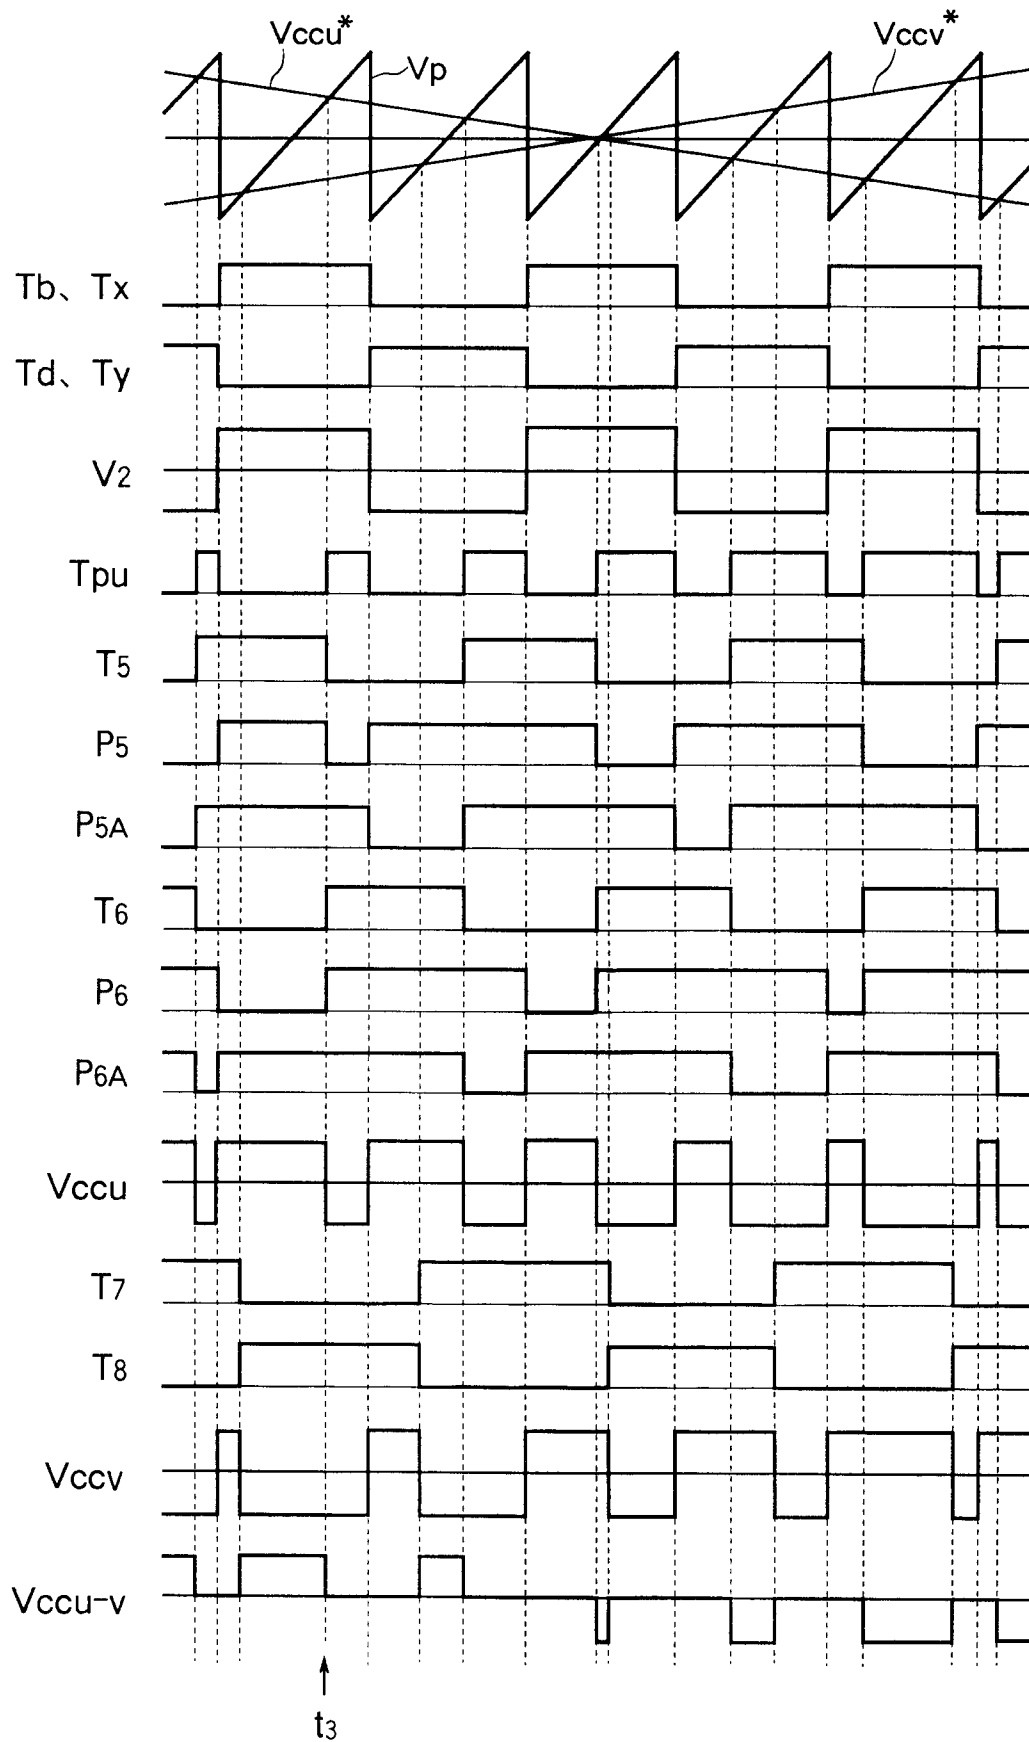 Vccu*
Vccv*
Vp
Tb、Tx
Td、Ty
V2
Tpu
T5
P5
P5A
T6
P6
P6A
Vccu
T7
T8
Vccv
Vccu-v
t3